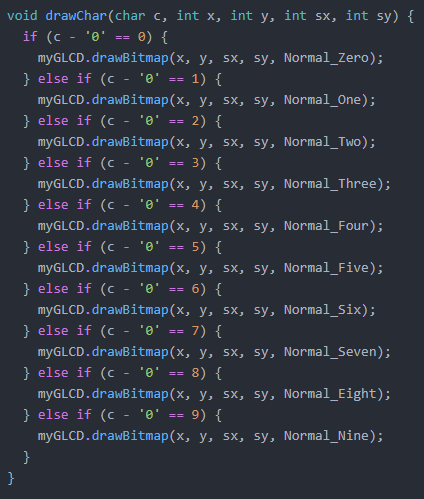 void drawChar(char c, int x, int y, int sx, int sy) {
  if (c - '0' == 0) {
    myGLCD.drawBitmap(x, y, sx, sy, Normal_Zero);
  } else if (c - '0' == 1) {
    myGLCD.drawBitmap(x, y, sx, sy, Normal_One);
  } else if (c - '0' == 2) {
    myGLCD.drawBitmap(x, y, sx, sy, Normal_Two);
  } else if (c - '0' == 3) {
    myGLCD.drawBitmap(x, y, sx, sy, Normal_Three);
  } else if (c - '0' == 4) {
    myGLCD.drawBitmap(x, y, sx, sy, Normal_Four);
  } else if (c - '0' == 5) {
    myGLCD.drawBitmap(x, y, sx, sy, Normal_Five);
  } else if (c - '0' == 6) {
    myGLCD.drawBitmap(x, y, sx, sy, Normal_Six);
  } else if (c - '0' == 7) {
    myGLCD.drawBitmap(x, y, sx, sy, Normal_Seven);
  } else if (c - '0' == 8) {
    myGLCD.drawBitmap(x, y, sx, sy, Normal_Eight);
  } else if (c - '0' == 9) {
    myGLCD.drawBitmap(x, y, sx, sy, Normal_Nine);
  }
}